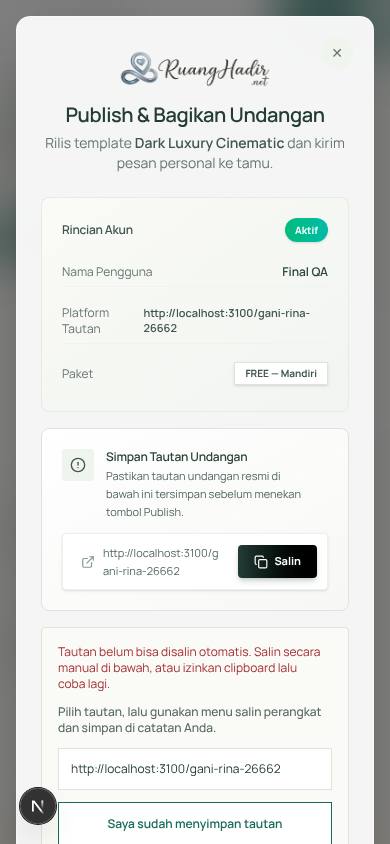 RuangHadir
.net
Publish & Bagikan Undangan
Rilis template Dark Luxury Cinematic dan kirim
pesan personal ke tamu.
Rincian Akun
Aktif
Nama Pengguna
Final QA
Platform
Tautan
http://localhost:3100/gani-rina-
26662
Paket
FREE — Mandiri
Simpan Tautan Undangan
Pastikan tautan undangan resmi di
bawah ini tersimpan sebelum menekan
tombol Publish.
http://localhost:3100/g
ani-rina-26662
Salin
Tautan belum bisa disalin otomatis. Salin secara
manual di bawah, atau izinkan clipboard lalu
coba lagi.
Pilih tautan, lalu gunakan menu salin perangkat
dan simpan di catatan Anda.
http://localhost:3100/gani-rina-26662
N
Saya sudah menyimpan tautan